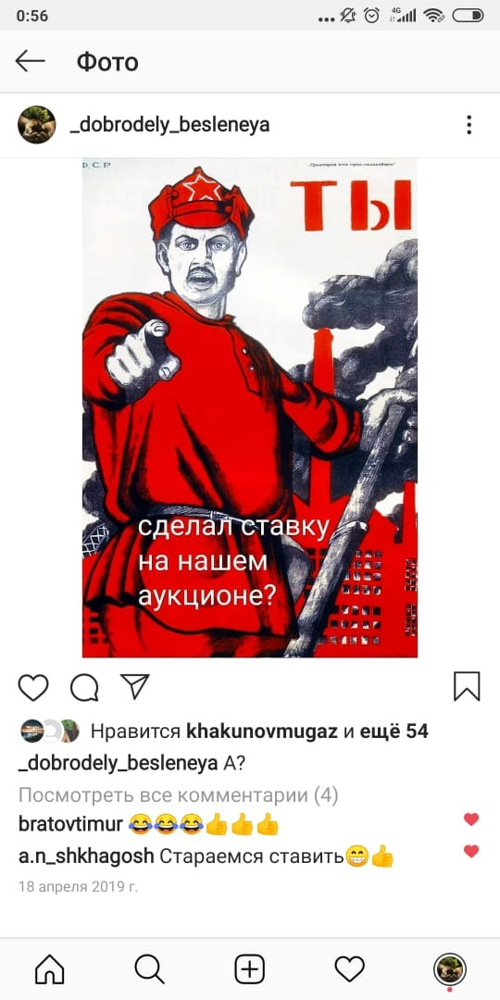 0:56
4G
Фото
_dobrodely_besleneya
Ф. С. Р
ТЫ
сделал ставку
на нашем
аукционе?
Нравится khakunovmugaz и ещё 54
_dobrodely_besleneya А?
Посмотреть все комментарии (4)
bratovtimur 😂😂😂👍👍👍
a.n_shkhagosh Стараемся ставить😁👍
18 апреля 2019 г.